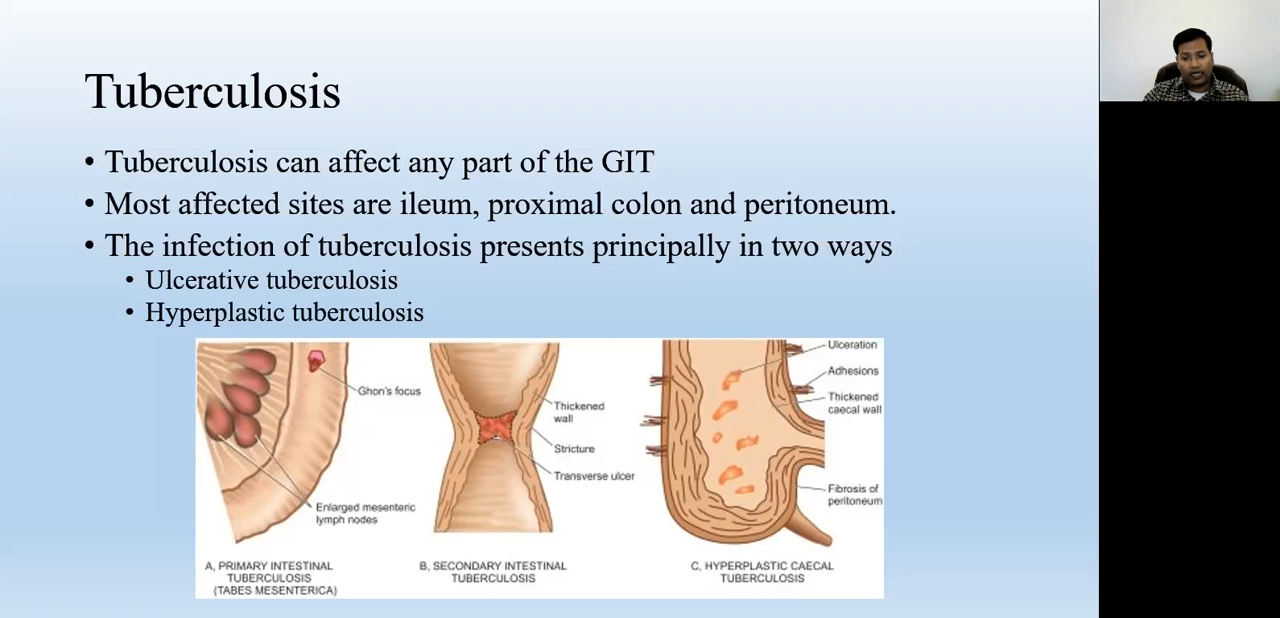 Tuberculosis
• Tuberculosis can affect any part of the GIT
• Most affected sites are ileum, proximal colon and peritoneum.
• The infection of tuberculosis presents principally in two ways
• Ulcerative tuberculosis
• Hyperplastic tuberculosis
Ghon's focus
Enlarged mesenteric
lymph nodes
A, PRIMARY INTESTINAL
TUBERCULOSIS
(TABES MESENTERICA)
Thickened
wall
Stricture
Transverse ulcer
B, SECONDARY INTESTINAL
TUBERCULOSIS
Ulceration
Adhesions
Thickened
caecal wall
Fibrosis of
peritoneum
C, HYPERPLASTIC CAECAL
TUBERCULOSIS